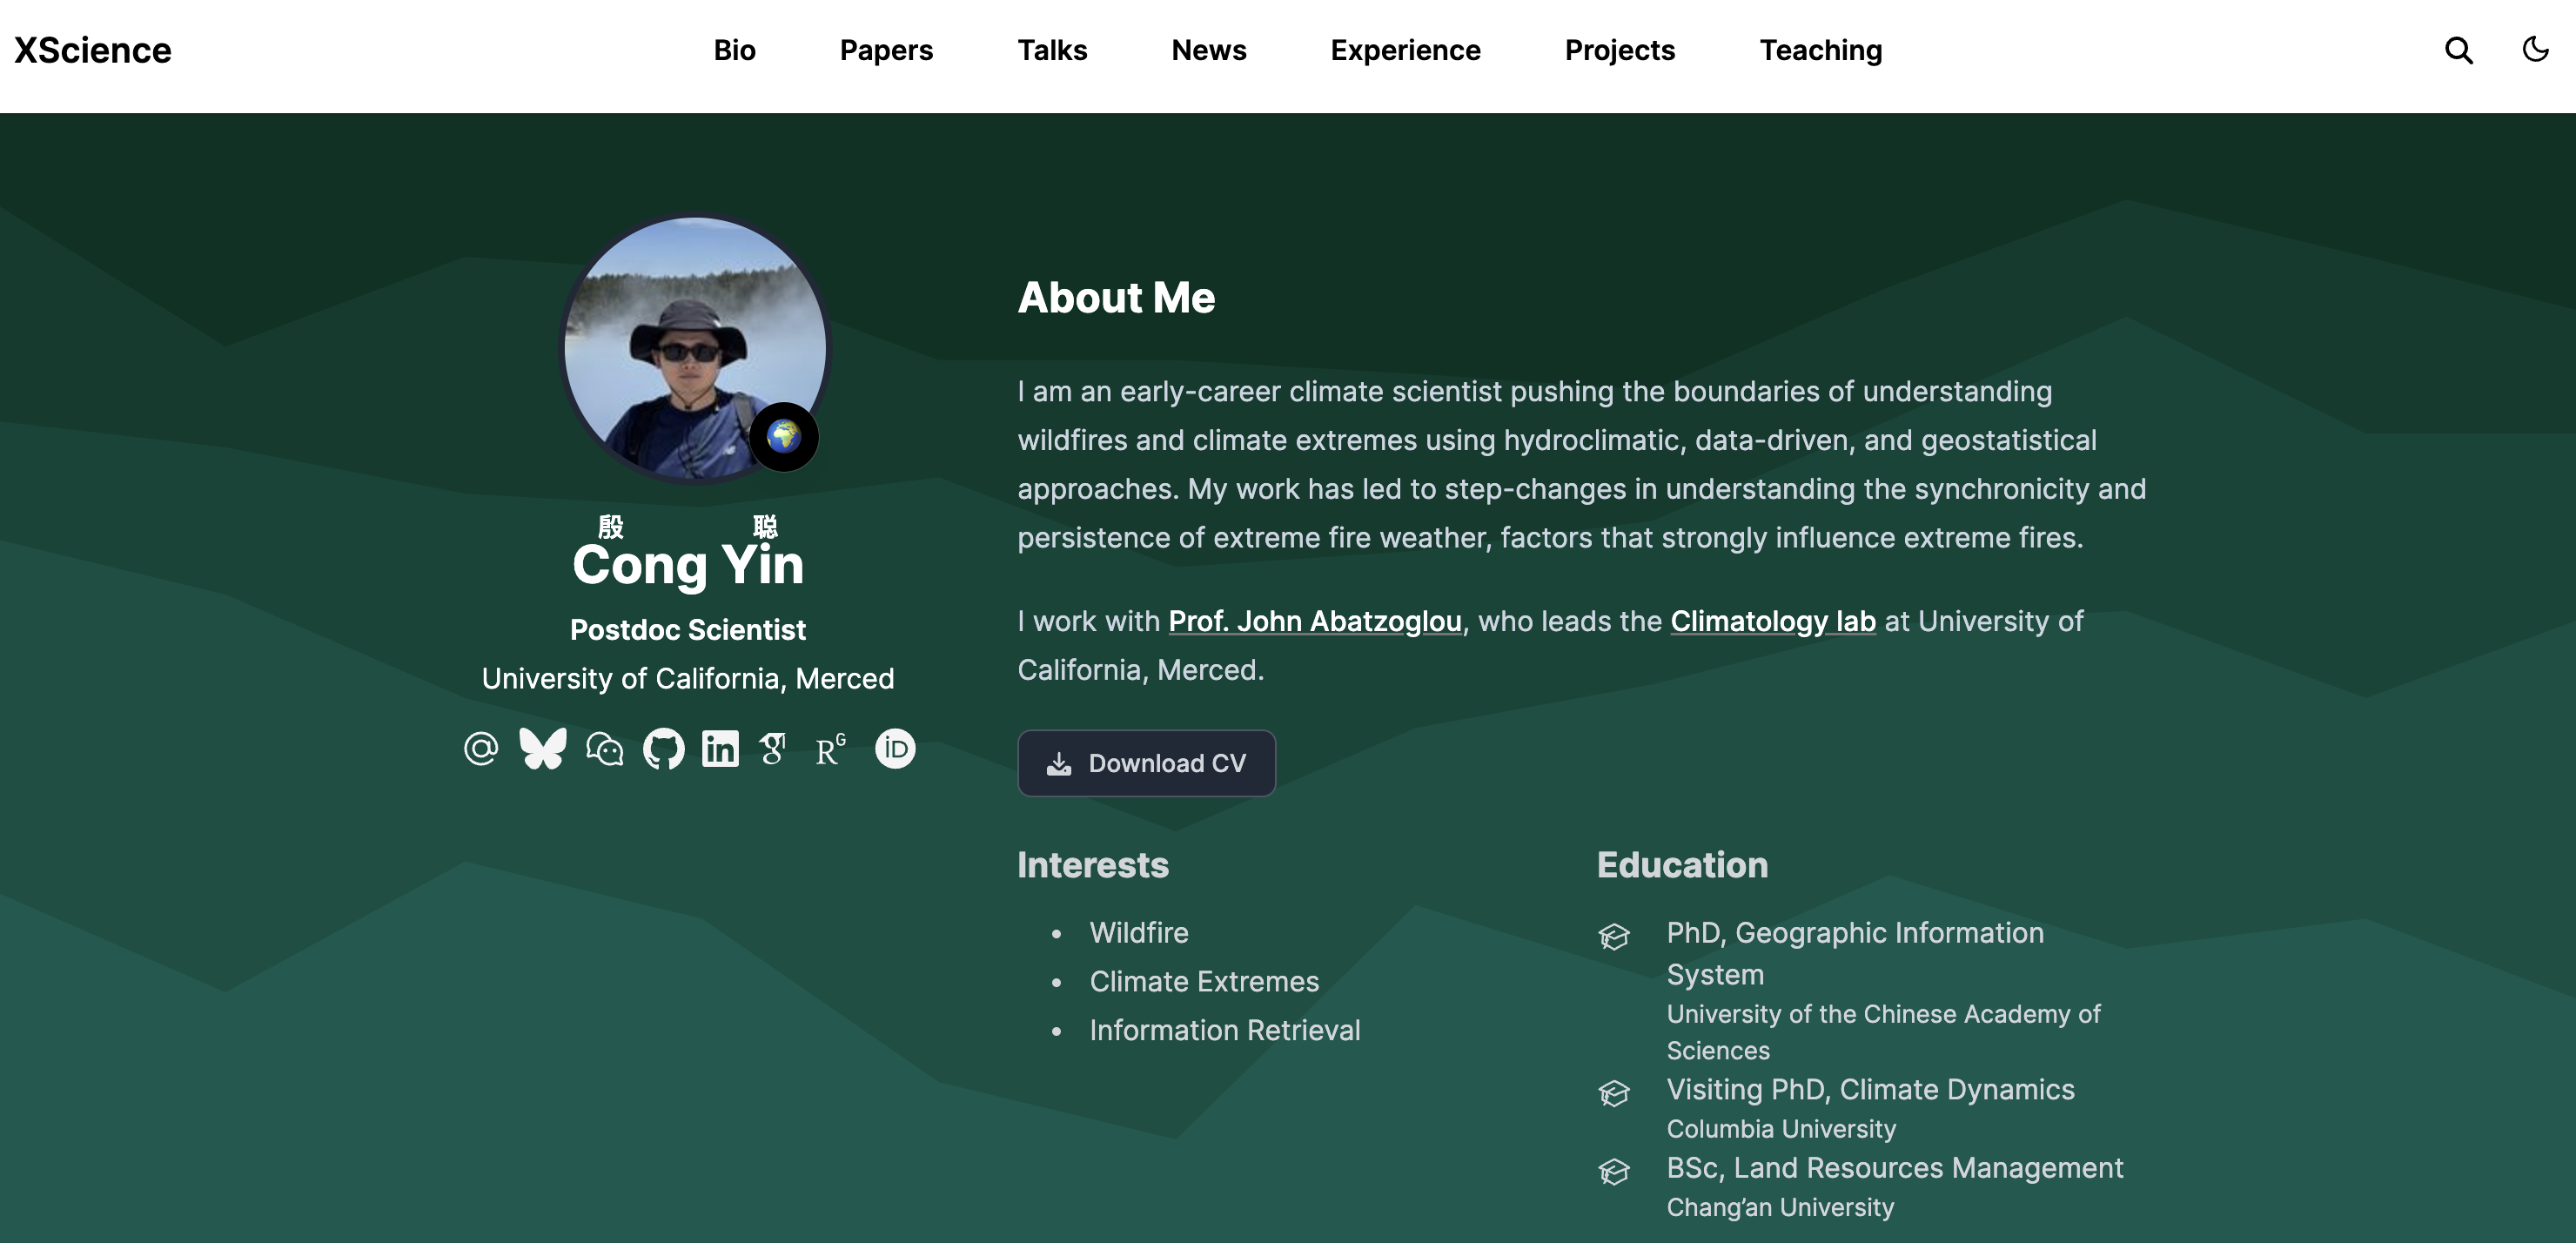 XScience
Bio
Papers
Talks
News
Experience
Projects
Teaching
殷 聪
Cong Yin
Postdoc Scientist
University of California, Merced
About Me
I am an early-career climate scientist pushing the boundaries of understanding
wildfires and climate extremes using hydroclimatic, data-driven, and geostatistical
approaches. My work has led to step-changes in understanding the synchronicity and
persistence of extreme fire weather, factors that strongly influence extreme fires.
I work with Prof. John Abatzoglou, who leads the Climatology lab at University of
California, Merced.
Download CV
Interests
Wildfire
Climate Extremes
Information Retrieval
Education
PhD, Geographic Information
System
University of the Chinese Academy of
Sciences
Visiting PhD, Climate Dynamics
Columbia University
BSc, Land Resources Management
Chang’an University